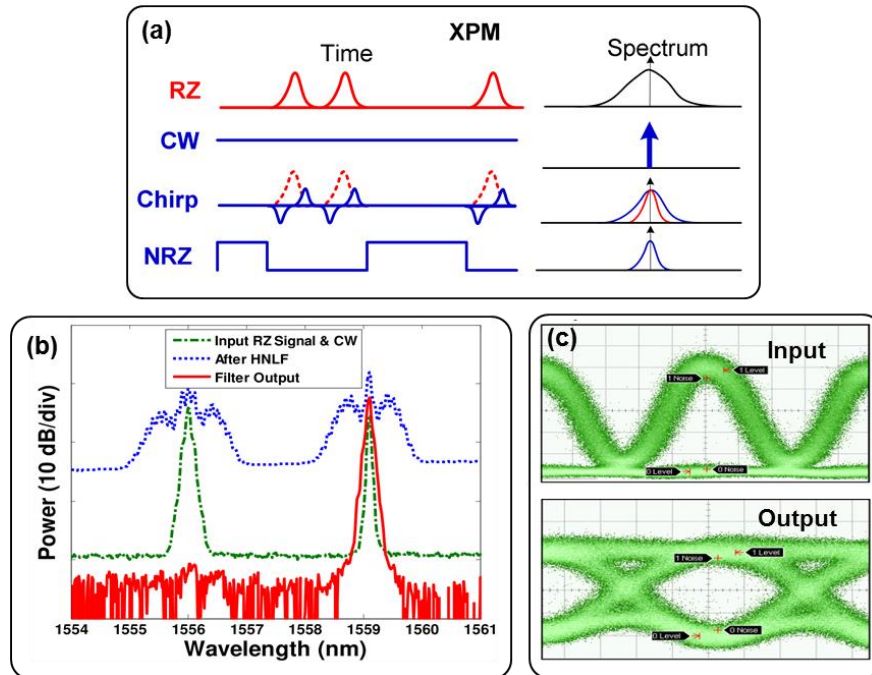 (a)
XPM
Time
Spectrum
RZ
CW
Chirp
NRZ
(b)
Input RZ Signal & CW
After HNLF
Filter Output
Power (10 dB/div)
1554 1555 1556 1557 1558 1559 1560 1561
Wavelength (nm)
(c)
Input
1 Level
1 Noise
0 Level
0 Noise
Output
1 Level
1 Noise
0 Noise
0 Level